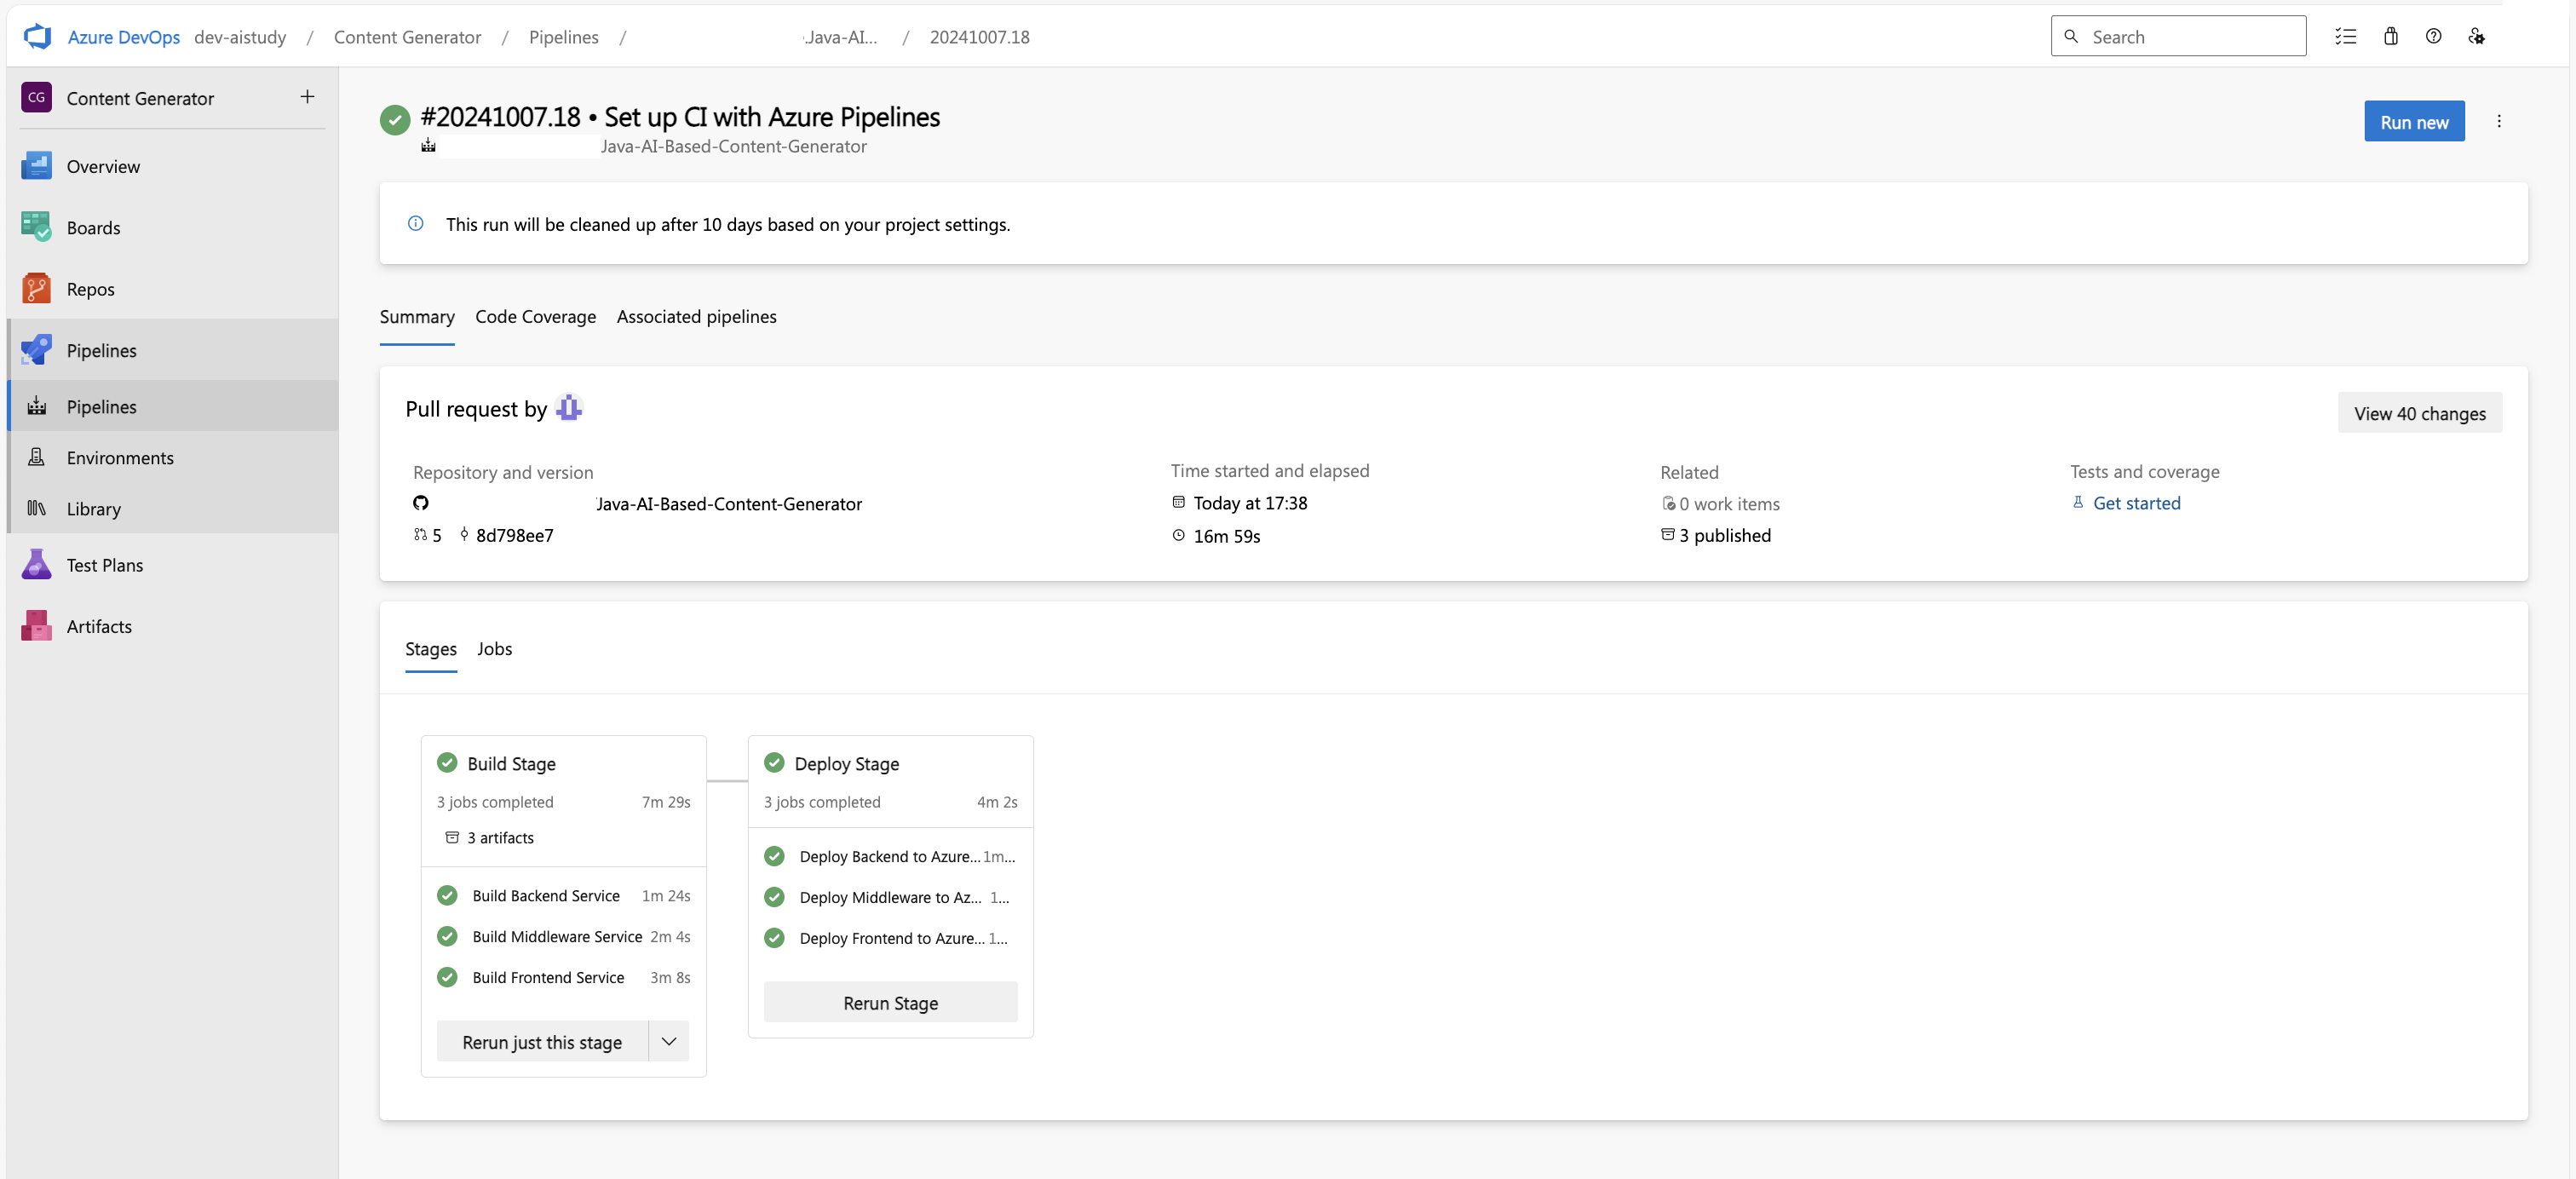 Azure DevOps dev-aistudy / Content Generator / Pipelines / .Java-AI... / 20241007.18
Search
CG Content Generator +
Overview
Boards
Repos
Pipelines
Pipelines
Environments
Library
Test Plans
Artifacts
#20241007.18 • Set up CI with Azure Pipelines
Java-AI-Based-Content-Generator
Run new
This run will be cleaned up after 10 days based on your project settings.
Summary Code Coverage Associated pipelines
Pull request by
View 40 changes
Repository and version
/Java-AI-Based-Content-Generator
5 8d798ee7
Time started and elapsed
Today at 17:38
16m 59s
Related
0 work items
3 published
Tests and coverage
Get started
Stages Jobs
Build Stage
3 jobs completed 7m 29s
3 artifacts
Build Backend Service 1m 24s
Build Middleware Service 2m 4s
Build Frontend Service 3m 8s
Rerun just this stage
Deploy Stage
3 jobs completed 4m 2s
Deploy Backend to Azure... 1m...
Deploy Middleware to Az... 1...
Deploy Frontend to Azure... 1...
Rerun Stage